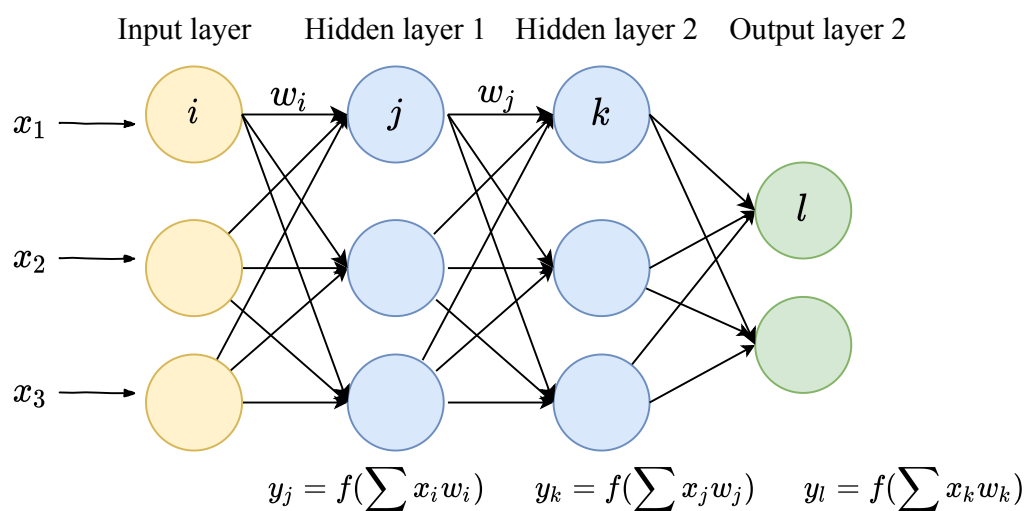 Input layer
Hidden layer 1
Hidden layer 2
Output layer 2
x₁
i
wᵢ
j
wⱼ
k
l
x₂
x₃
yⱼ = f(∑ xᵢwᵢ)
yₖ = f(∑ xⱼwⱼ)
yₗ = f(∑ xₖwₖ)